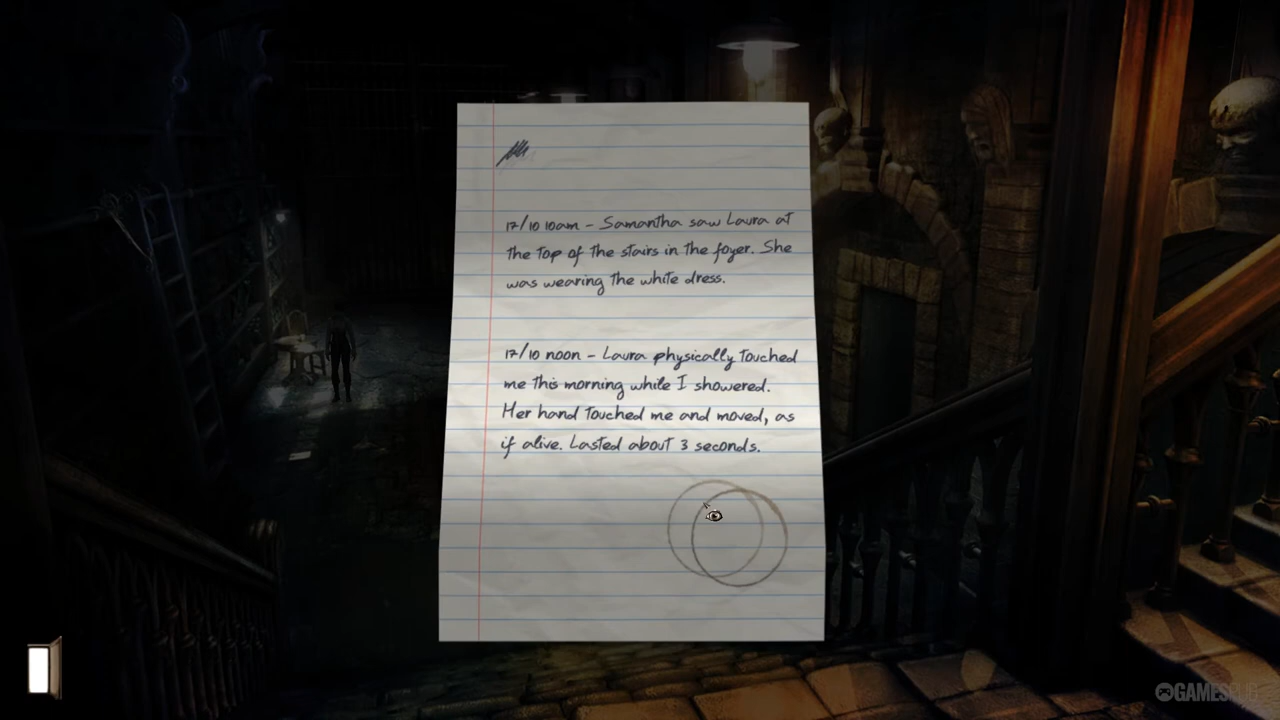 17/10 10am - Samantha saw Laura at
the top of the stairs in the foyer. She
was wearing the white dress.
17/10 noon - Laura physically touched
me this morning while I showered.
Her hand touched me and moved, as
if alive. Lasted about 3 seconds.